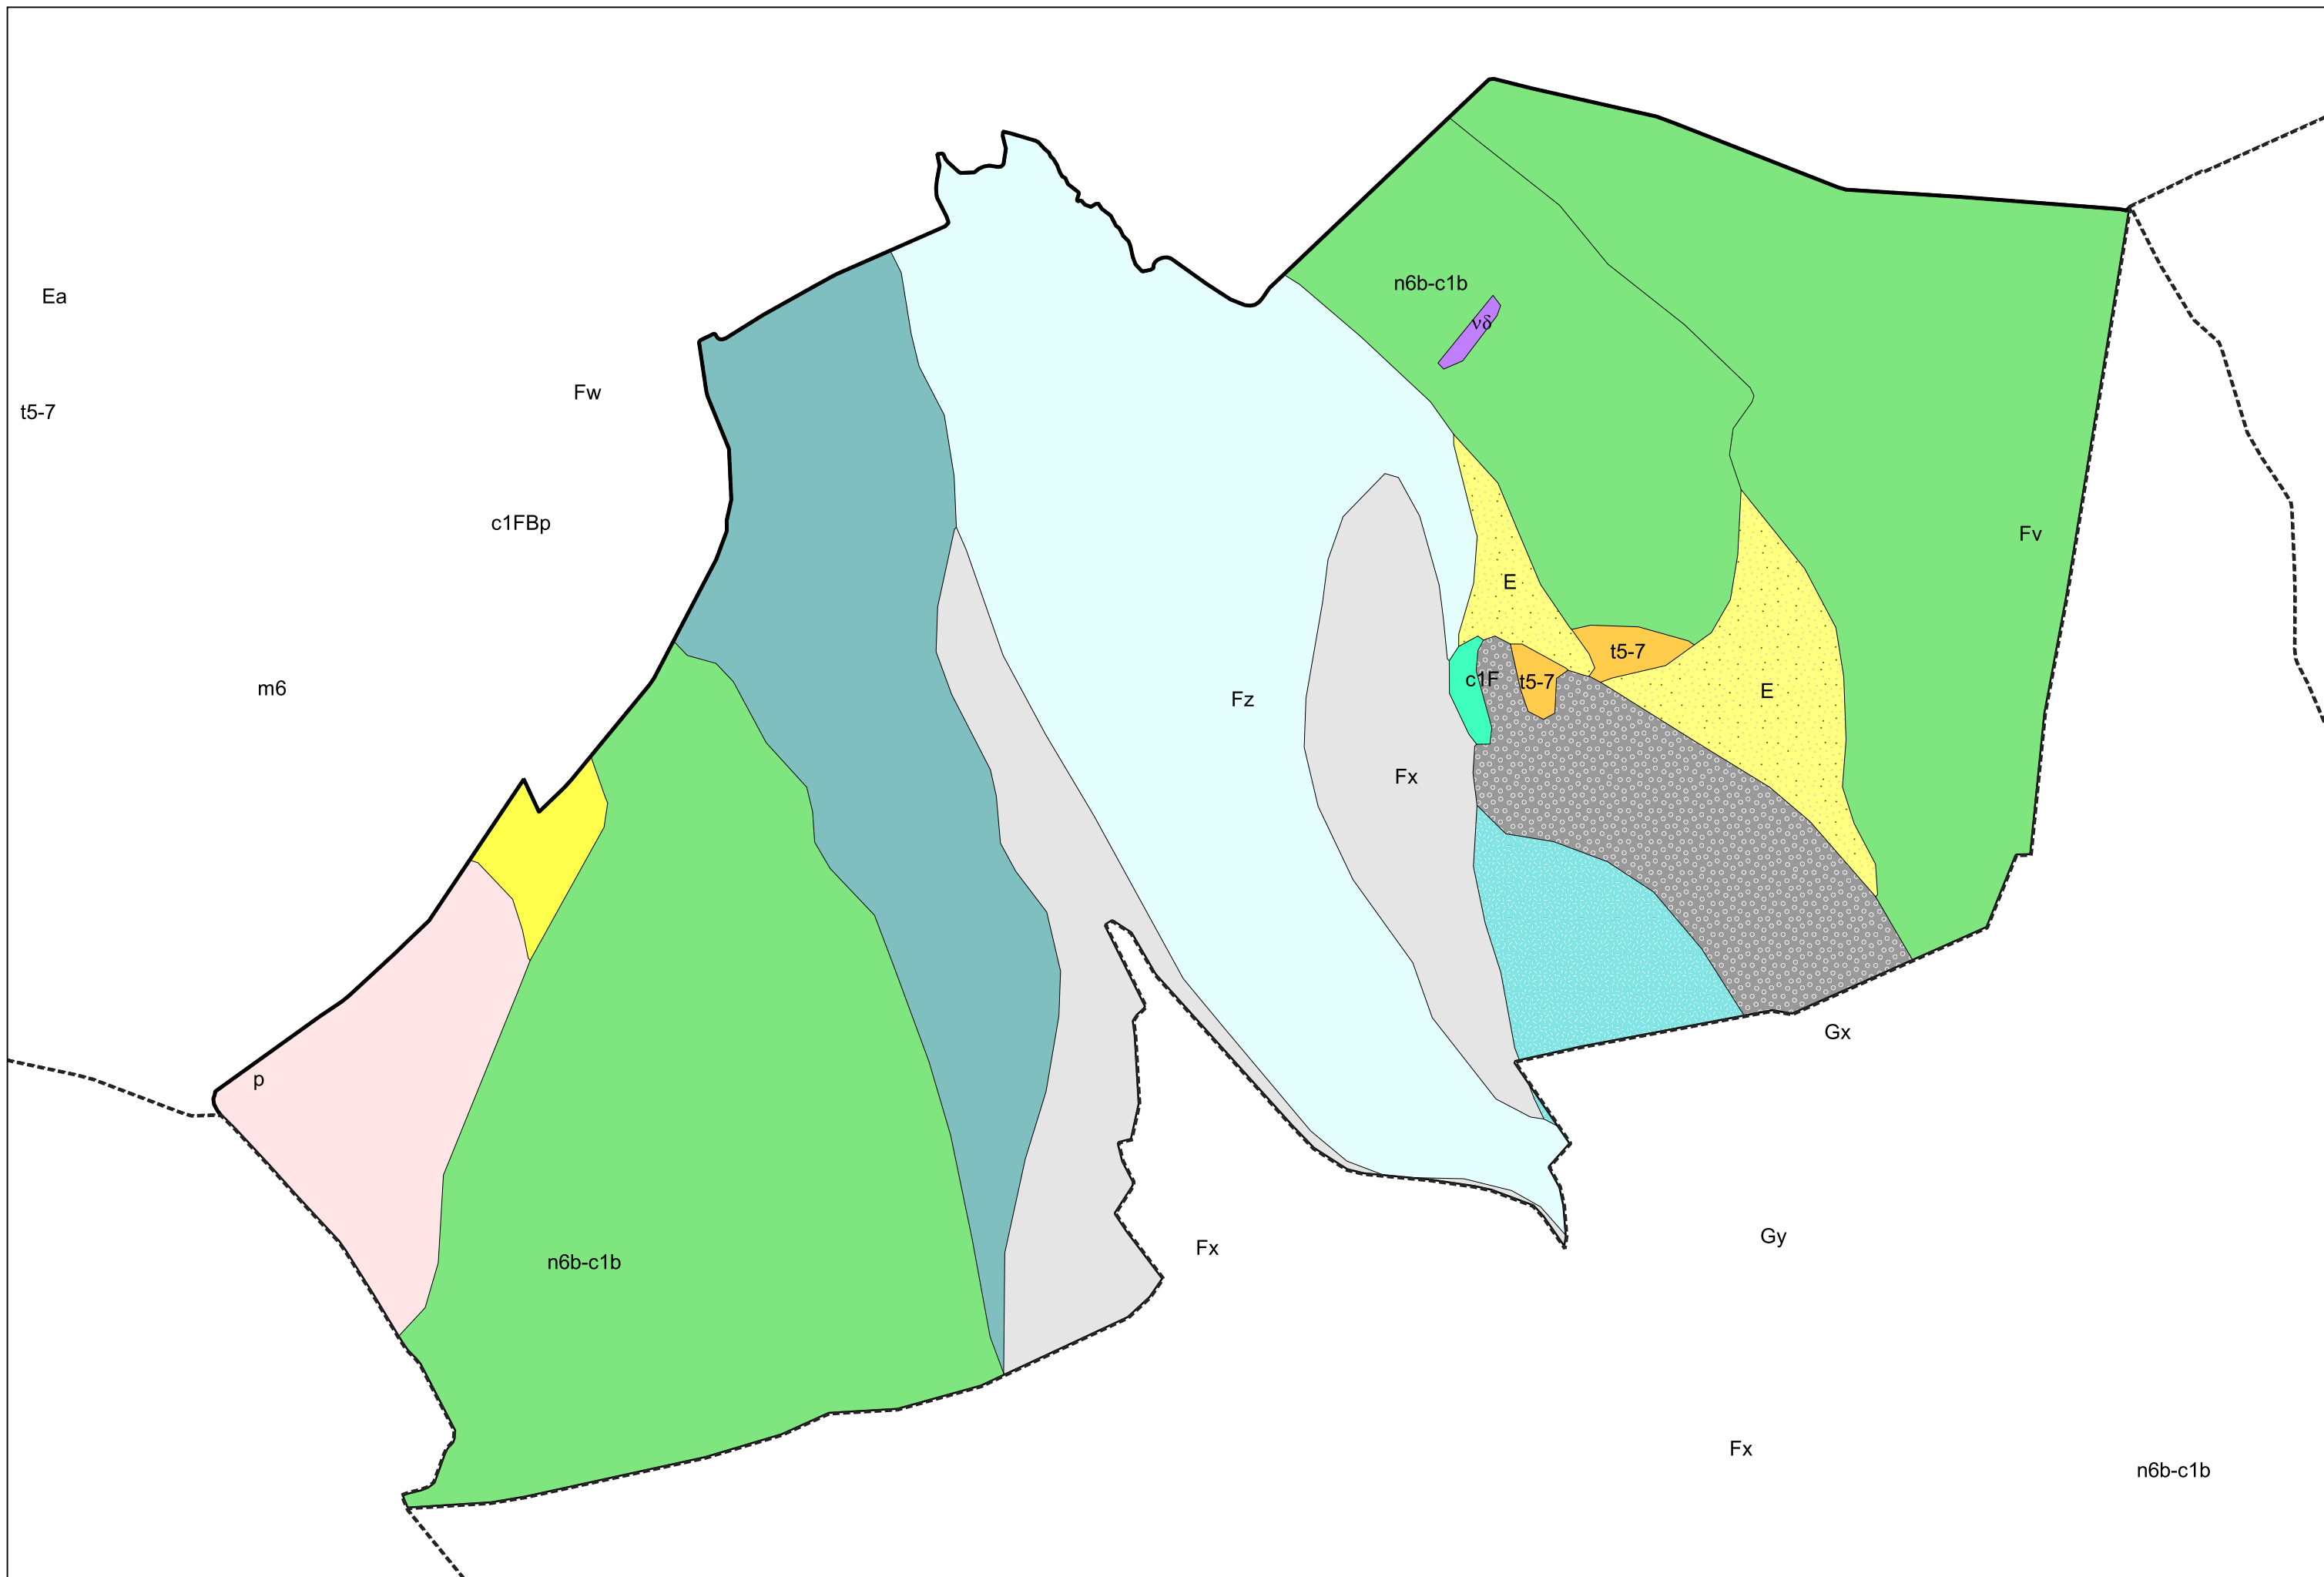 n6b-c1b
Ea
νδ
Fw
t5-7
c1FBp
Fv
E
t5-7
c1F
t5-7
m6
E
Fz
Fx
Gx
p
Gy
Fx
n6b-c1b
Fx
n6b-c1b